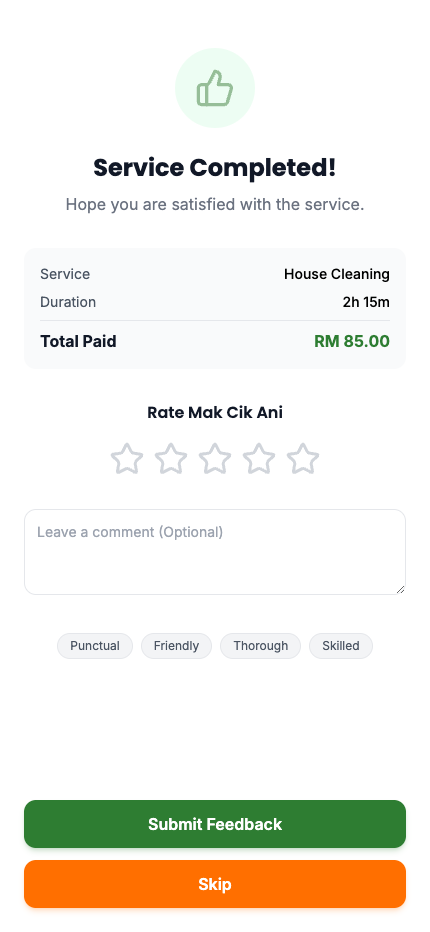 Service Completed!
Hope you are satisfied with the service.
Service House Cleaning
Duration 2h 15m
Total Paid RM 85.00
Rate Mak Cik Ani
Leave a comment (Optional)
Punctual Friendly Thorough Skilled
Submit Feedback
Skip